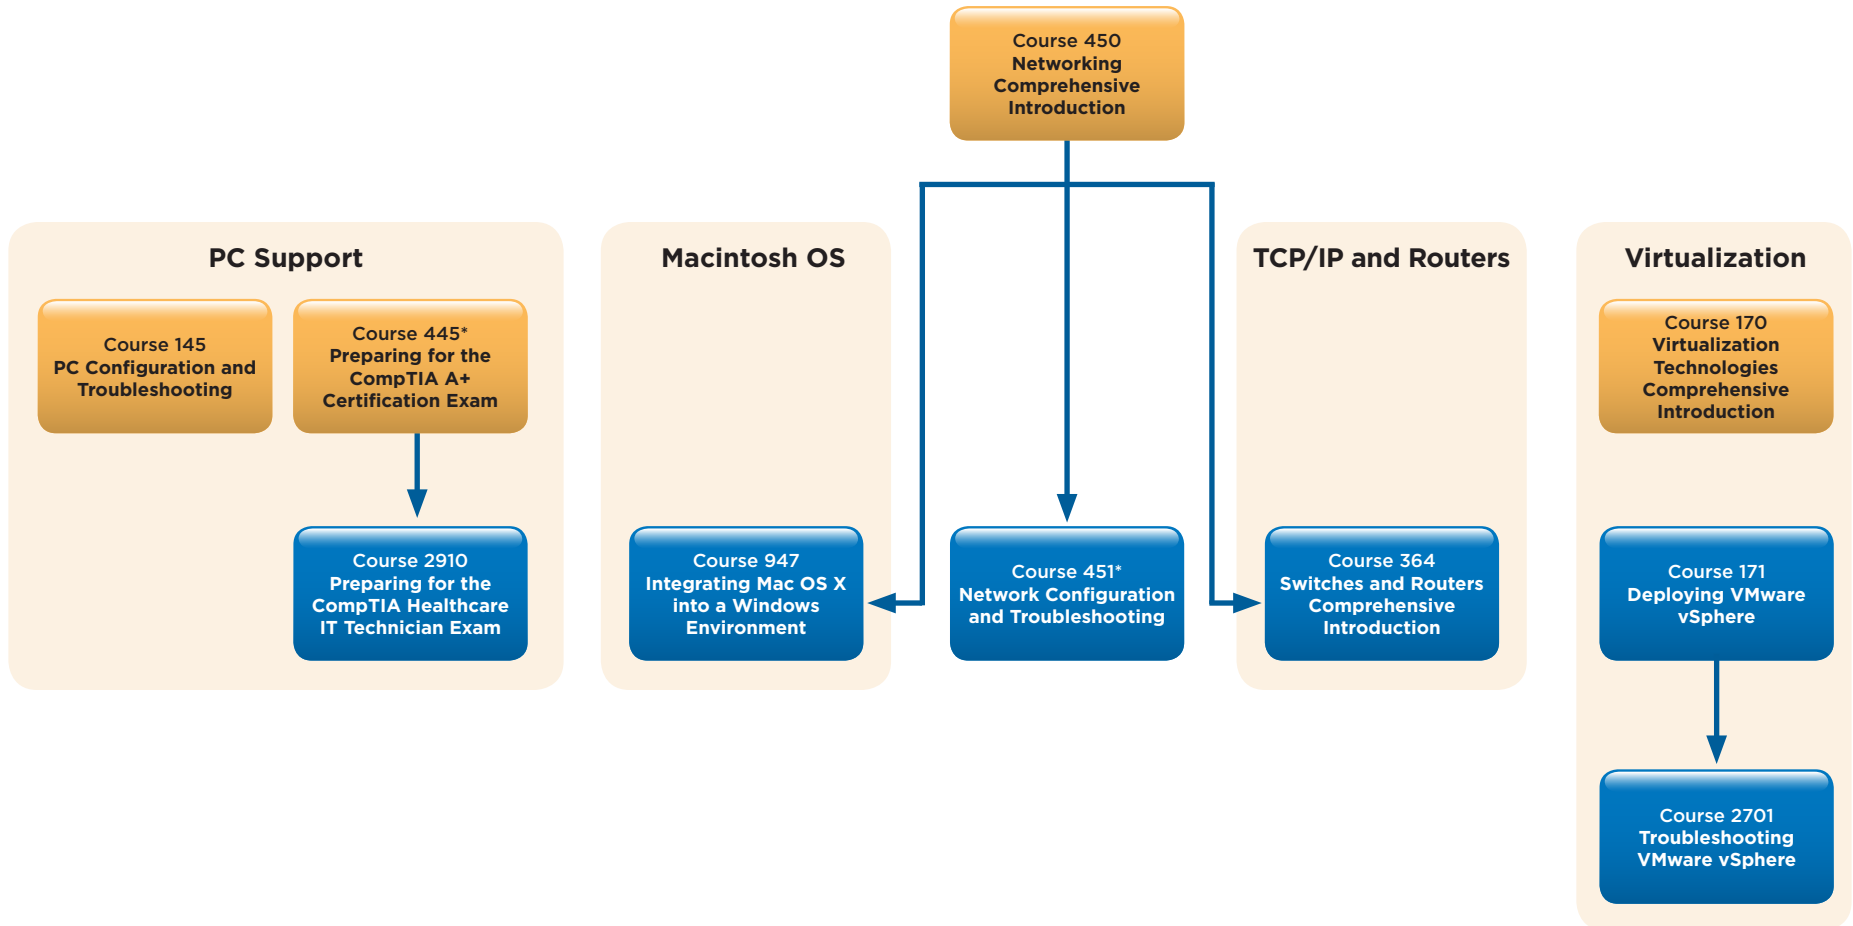 Course 450
Networking
Comprehensive
Introduction
PC Support
Course 145
PC Configuration and
Troubleshooting
Course 445*
Preparing for the
CompTIA A+
Certification Exam
Course 2910
Preparing for the
CompTIA Healthcare
IT Technician Exam
Macintosh OS
Course 947
Integrating Mac OS X
into a Windows
Environment
Course 451*
Network Configuration
and Troubleshooting
TCP/IP and Routers
Course 364
Switches and Routers
Comprehensive
Introduction
Virtualization
Course 170
Virtualization
Technologies
Comprehensive
Introduction
Course 171
Deploying VMware
vSphere
Course 2701
Troubleshooting
VMware vSphere